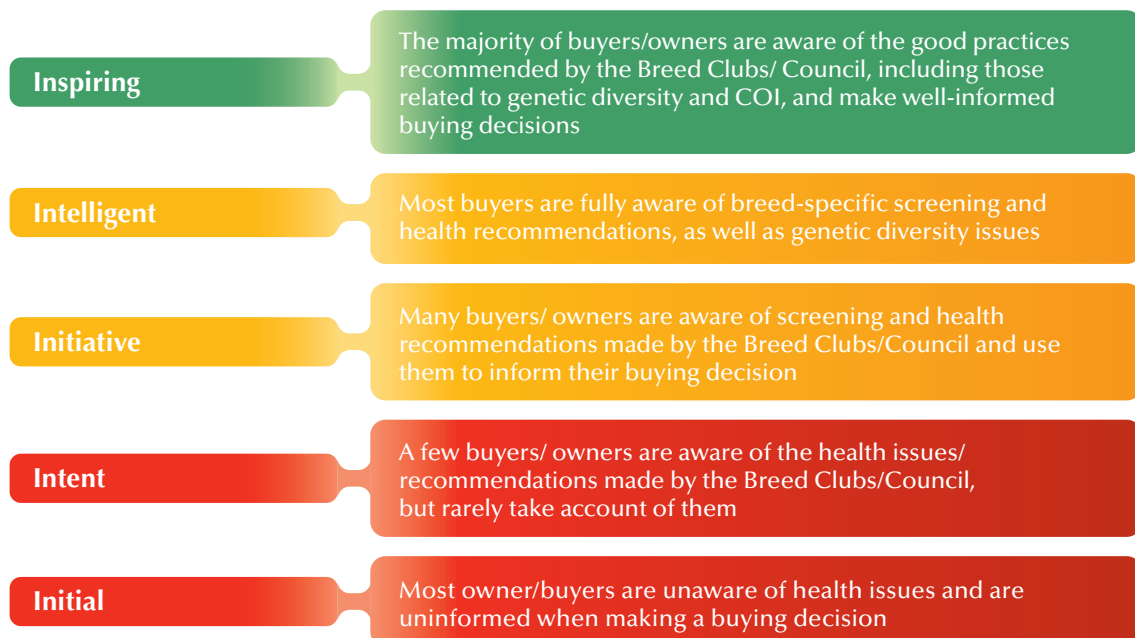 Inspiring
The majority of buyers/owners are aware of the good practices
recommended by the Breed Clubs/ Council, including those
related to genetic diversity and COI, and make well-informed
buying decisions
Intelligent
Most buyers are fully aware of breed-specific screening and
health recommendations, as well as genetic diversity issues
Initiative
Many buyers/ owners are aware of screening and health
recommendations made by the Breed Clubs/Council and use
them to inform their buying decision
Intent
A few buyers/ owners are aware of the health issues/
recommendations made by the Breed Clubs/Council,
but rarely take account of them
Initial
Most owner/buyers are unaware of health issues and are
uninformed when making a buying decision